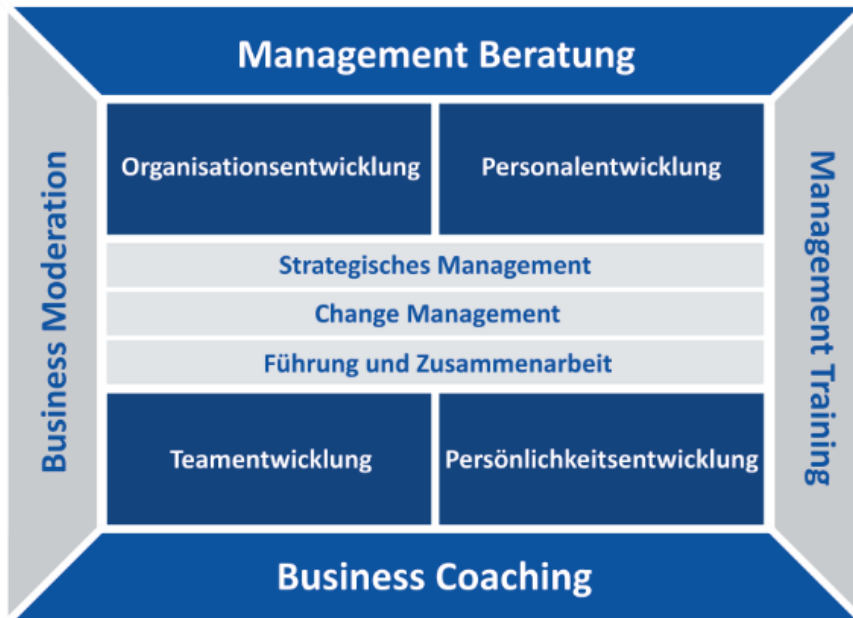 Management Beratung
Business Moderation
Organisationsentwicklung
Personalentwicklung
Strategisches Management
Change Management
Führung und Zusammenarbeit
Teamentwicklung
Persönlichkeitsentwicklung
Management Training
Business Coaching